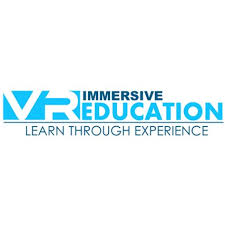 VR IMMERSIVE
EDUCATION
LEARN THROUGH EXPERIENCE